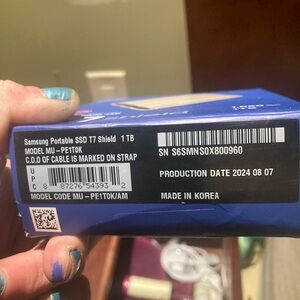 Samsung Portable SSD T7 Shield 1 TB
MODEL MU - PE1T0K
C.O.O OF CABLE IS MARKED ON STRAP
UPC
8 87276 54393 2
MODEL CODE MU - PE1T0K/AM
SN S6SMNS0X800960
PRODUCTION DATE 2024 08 07
MADE IN KOREA